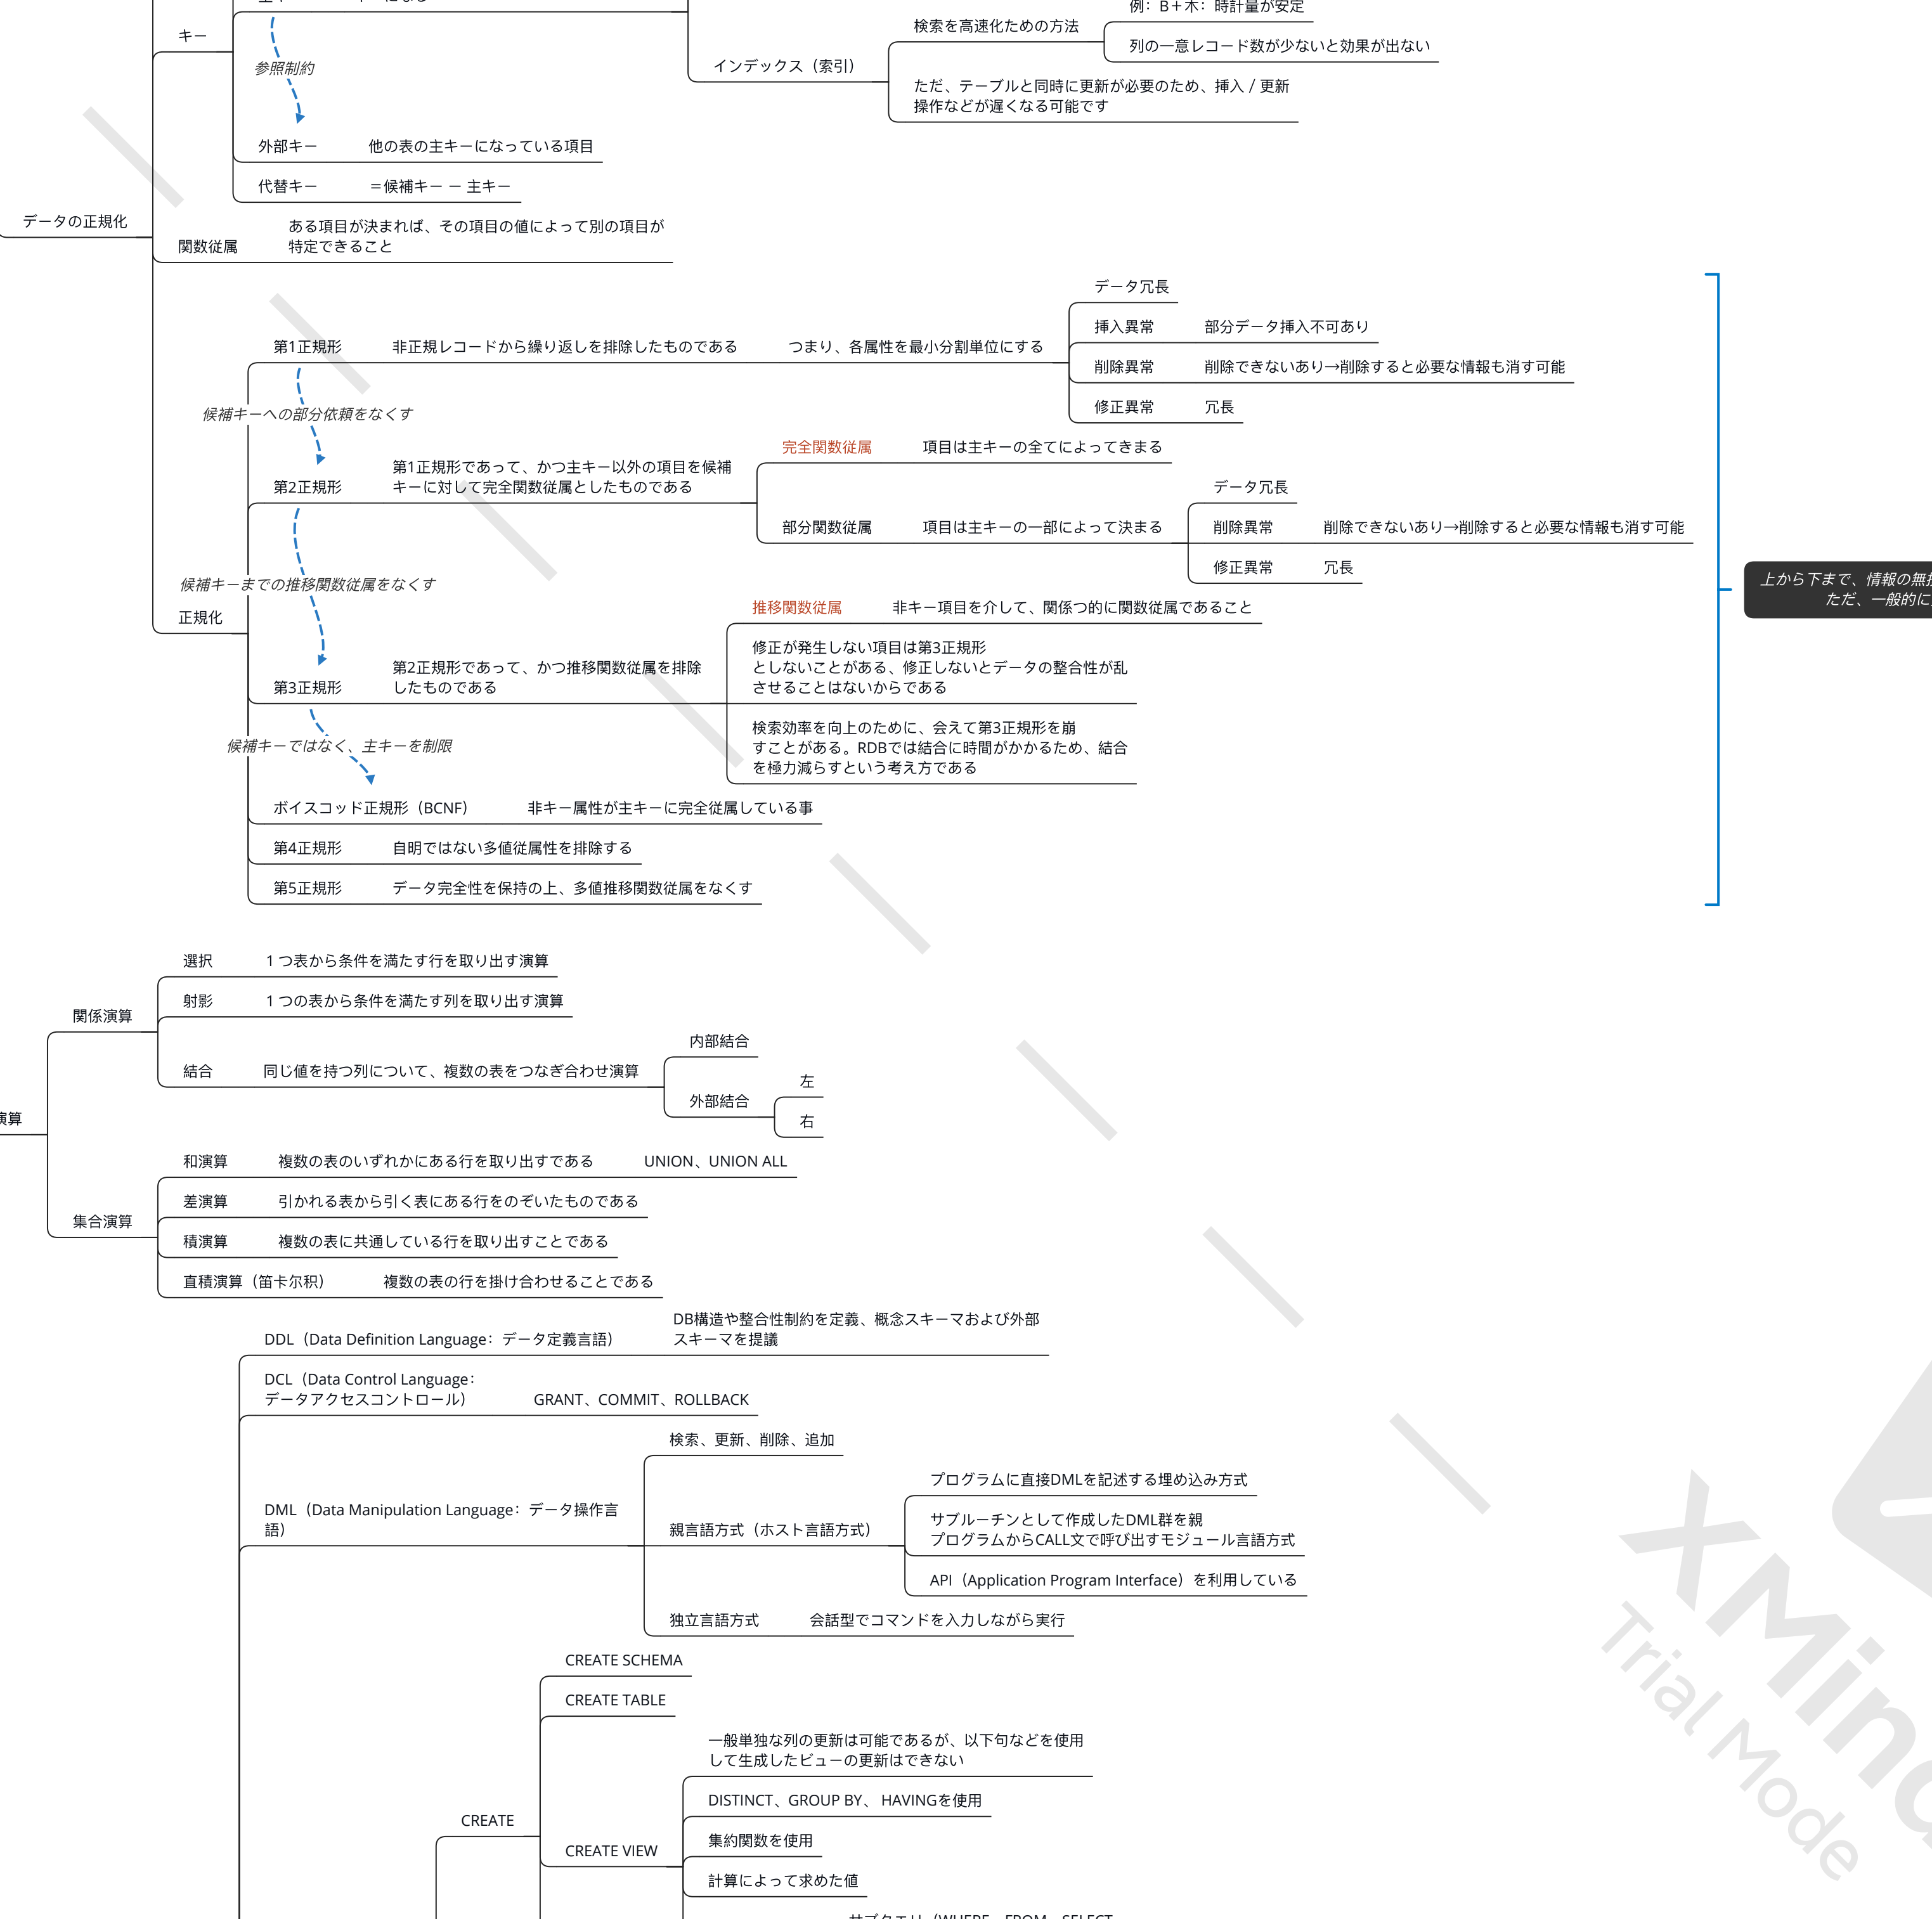 例：B＋木：時計量が安定
検索を高速化ための方法
列の一意レコード数が少ないと効果が出ない
キー
インデックス（索引）
参照制約
ただ、テーブルと同時に更新が必要のため、挿入 / 更新
操作などが遅くなる可能です
外部キー
他の表の主キーになっている項目
代替キー
＝候補キー － 主キー
データの正規化
関数従属
ある項目が決まれば、その項目の値によって別の項目が
特定できること
データ冗長
挿入異常
部分データ挿入不可あり
第1正規形
非正規レコードから繰り返しを排除したものである
つまり、各属性を最小分割単位にする
削除異常
削除できないあり→削除すると必要な情報も消す可能
修正異常
冗長
候補キーへの部分依頼をなくす
完全関数従属
項目は主キーの全てによってきまる
第2正規形
第1正規形であって、かつ主キー以外の項目を候補
キーに対して完全関数従属としたものである
データ冗長
部分関数従属
項目は主キーの一部によって決まる
削除異常
削除できないあり→削除すると必要な情報も消す可能
修正異常
冗長
上から下まで、情報の無
ただ、一般的に
候補キーまでの推移関数従属をなくす
正規化
推移関数従属
非キー項目を介して、関係つ的に関数従属であること
修正が発生しない項目は第3正規形
としないことがある、修正しないとデータの整合性が乱
させることはないからである
第3正規形
第2正規形であって、かつ推移関数従属を排除
したものである
検索効率を向上のために、会えて第3正規形を崩
すことがある。RDBでは結合に時間がかかるため、結合
を極力減らすという考え方である
候補キーではなく、主キーを制限
ボイスコッド正規形（BCNF）
非キー属性が主キーに完全従属している事
第4正規形
自明ではない多値従属性を排除する
第5正規形
データ完全性を保持の上、多値推移関数従属をなくす
選択
１つ表から条件を満たす行を取り出す演算
射影
１つの表から条件を満たす列を取り出す演算
関係演算
内部結合
結合
同じ値を持つ列について、複数の表をつなぎ合わせ演算
左
外部結合
右
演算
和演算
複数の表のいずれかにある行を取り出すである
UNION、UNION ALL
差演算
引かれる表から引く表にある行をのぞいたものである
集合演算
積演算
複数の表に共通している行を取り出すことである
直積演算（笛卡尔积）
複数の表の行を掛け合わせることである
DDL（Data Definition Language：データ定義言語）
DB構造や整合性制約を定義、概念スキーマおよび外部
スキーマを提議
DCL（Data Control Language：
データアクセスコントロール）
GRANT、COMMIT、ROLLBACK
検索、更新、削除、追加
DML（Data Manipulation Language：データ操作言
語）
プログラムに直接DMLを記述する埋め込み方式
親言語方式（ホスト言語方式）
サブルーチンとして作成したDML群を親
プログラムからCALL文で呼び出すモジュール言語方式
API（Application Program Interface）を利用している
独立言語方式
会話型でコマンドを入力しながら実行
CREATE SCHEMA
CREATE TABLE
一般単独な列の更新は可能であるが、以下句などを使用
して生成したビューの更新はできない
DISTINCT、GROUP BY、 HAVINGを使用
CREATE
集約関数を使用
CREATE VIEW
計算によって求めた値
XMind
Trial Mode